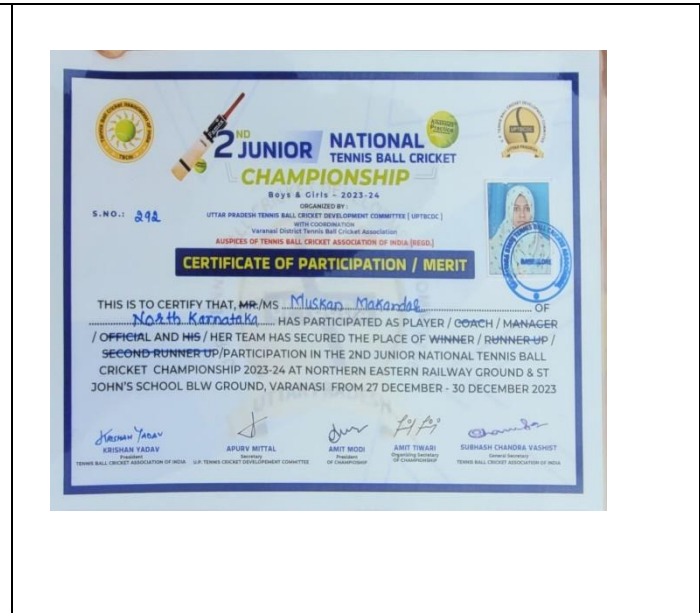 2ND JUNIOR NATIONAL
TENNIS BALL CRICKET
CHAMPIONSHIP
Boys & Girls - 2023-24
S.NO.: 292
ORGANIZED BY:
UTTAR PRADESH TENNIS BALL CRICKET DEVELOPMENT COMMITTEE [ UPTBCDC ]
WITH COORDINATION
Varanasi District Tennis Ball Cricket Association
AUSPICES OF TENNIS BALL CRICKET ASSOCIATION OF INDIA [REGD.]
CERTIFICATE OF PARTICIPATION / MERIT
BANGALORE
THIS IS TO CERTIFY THAT, MR./MS Muskan Makandar OF
North Karnataka HAS PARTICIPATED AS PLAYER / COACH / MANAGER
/ OFFICIAL AND HIS / HER TEAM HAS SECURED THE PLACE OF WINNER / RUNNER UP /
SECOND RUNNER UP/PARTICIPATION IN THE 2ND JUNIOR NATIONAL TENNIS BALL
CRICKET CHAMPIONSHIP 2023-24 AT NORTHERN EASTERN RAILWAY GROUND & ST
JOHN'S SCHOOL BLW GROUND, VARANASI FROM 27 DECEMBER - 30 DECEMBER 2023
Krishan Yadav
KRISHAN YADAV
President
TENNIS BALL CRICKET ASSOCIATION OF INDIA
APURV MITTAL
Secretary
U.P. TENNIS CRICKET DEVELOPEMENT COMMITTEE
AMIT MODI
President
OF CHAMPIONSHIP
AMIT TIWARI
Organizing Secretary
OF CHAMPIONSHIP
SUBHASH CHANDRA VASHIST
General Secretary
TENNIS BALL CRICKET ASSOCIATION OF INDIA